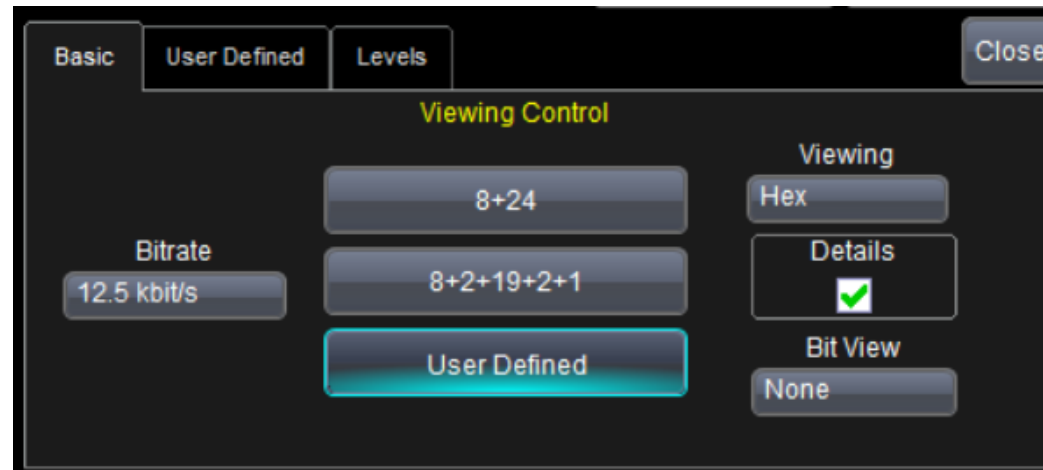 Basic
User Defined
Levels
Close
Viewing Control
8+24
8+2+19+2+1
User Defined
Bitrate
12.5 kbit/s
Viewing
Hex
Details
Bit View
None